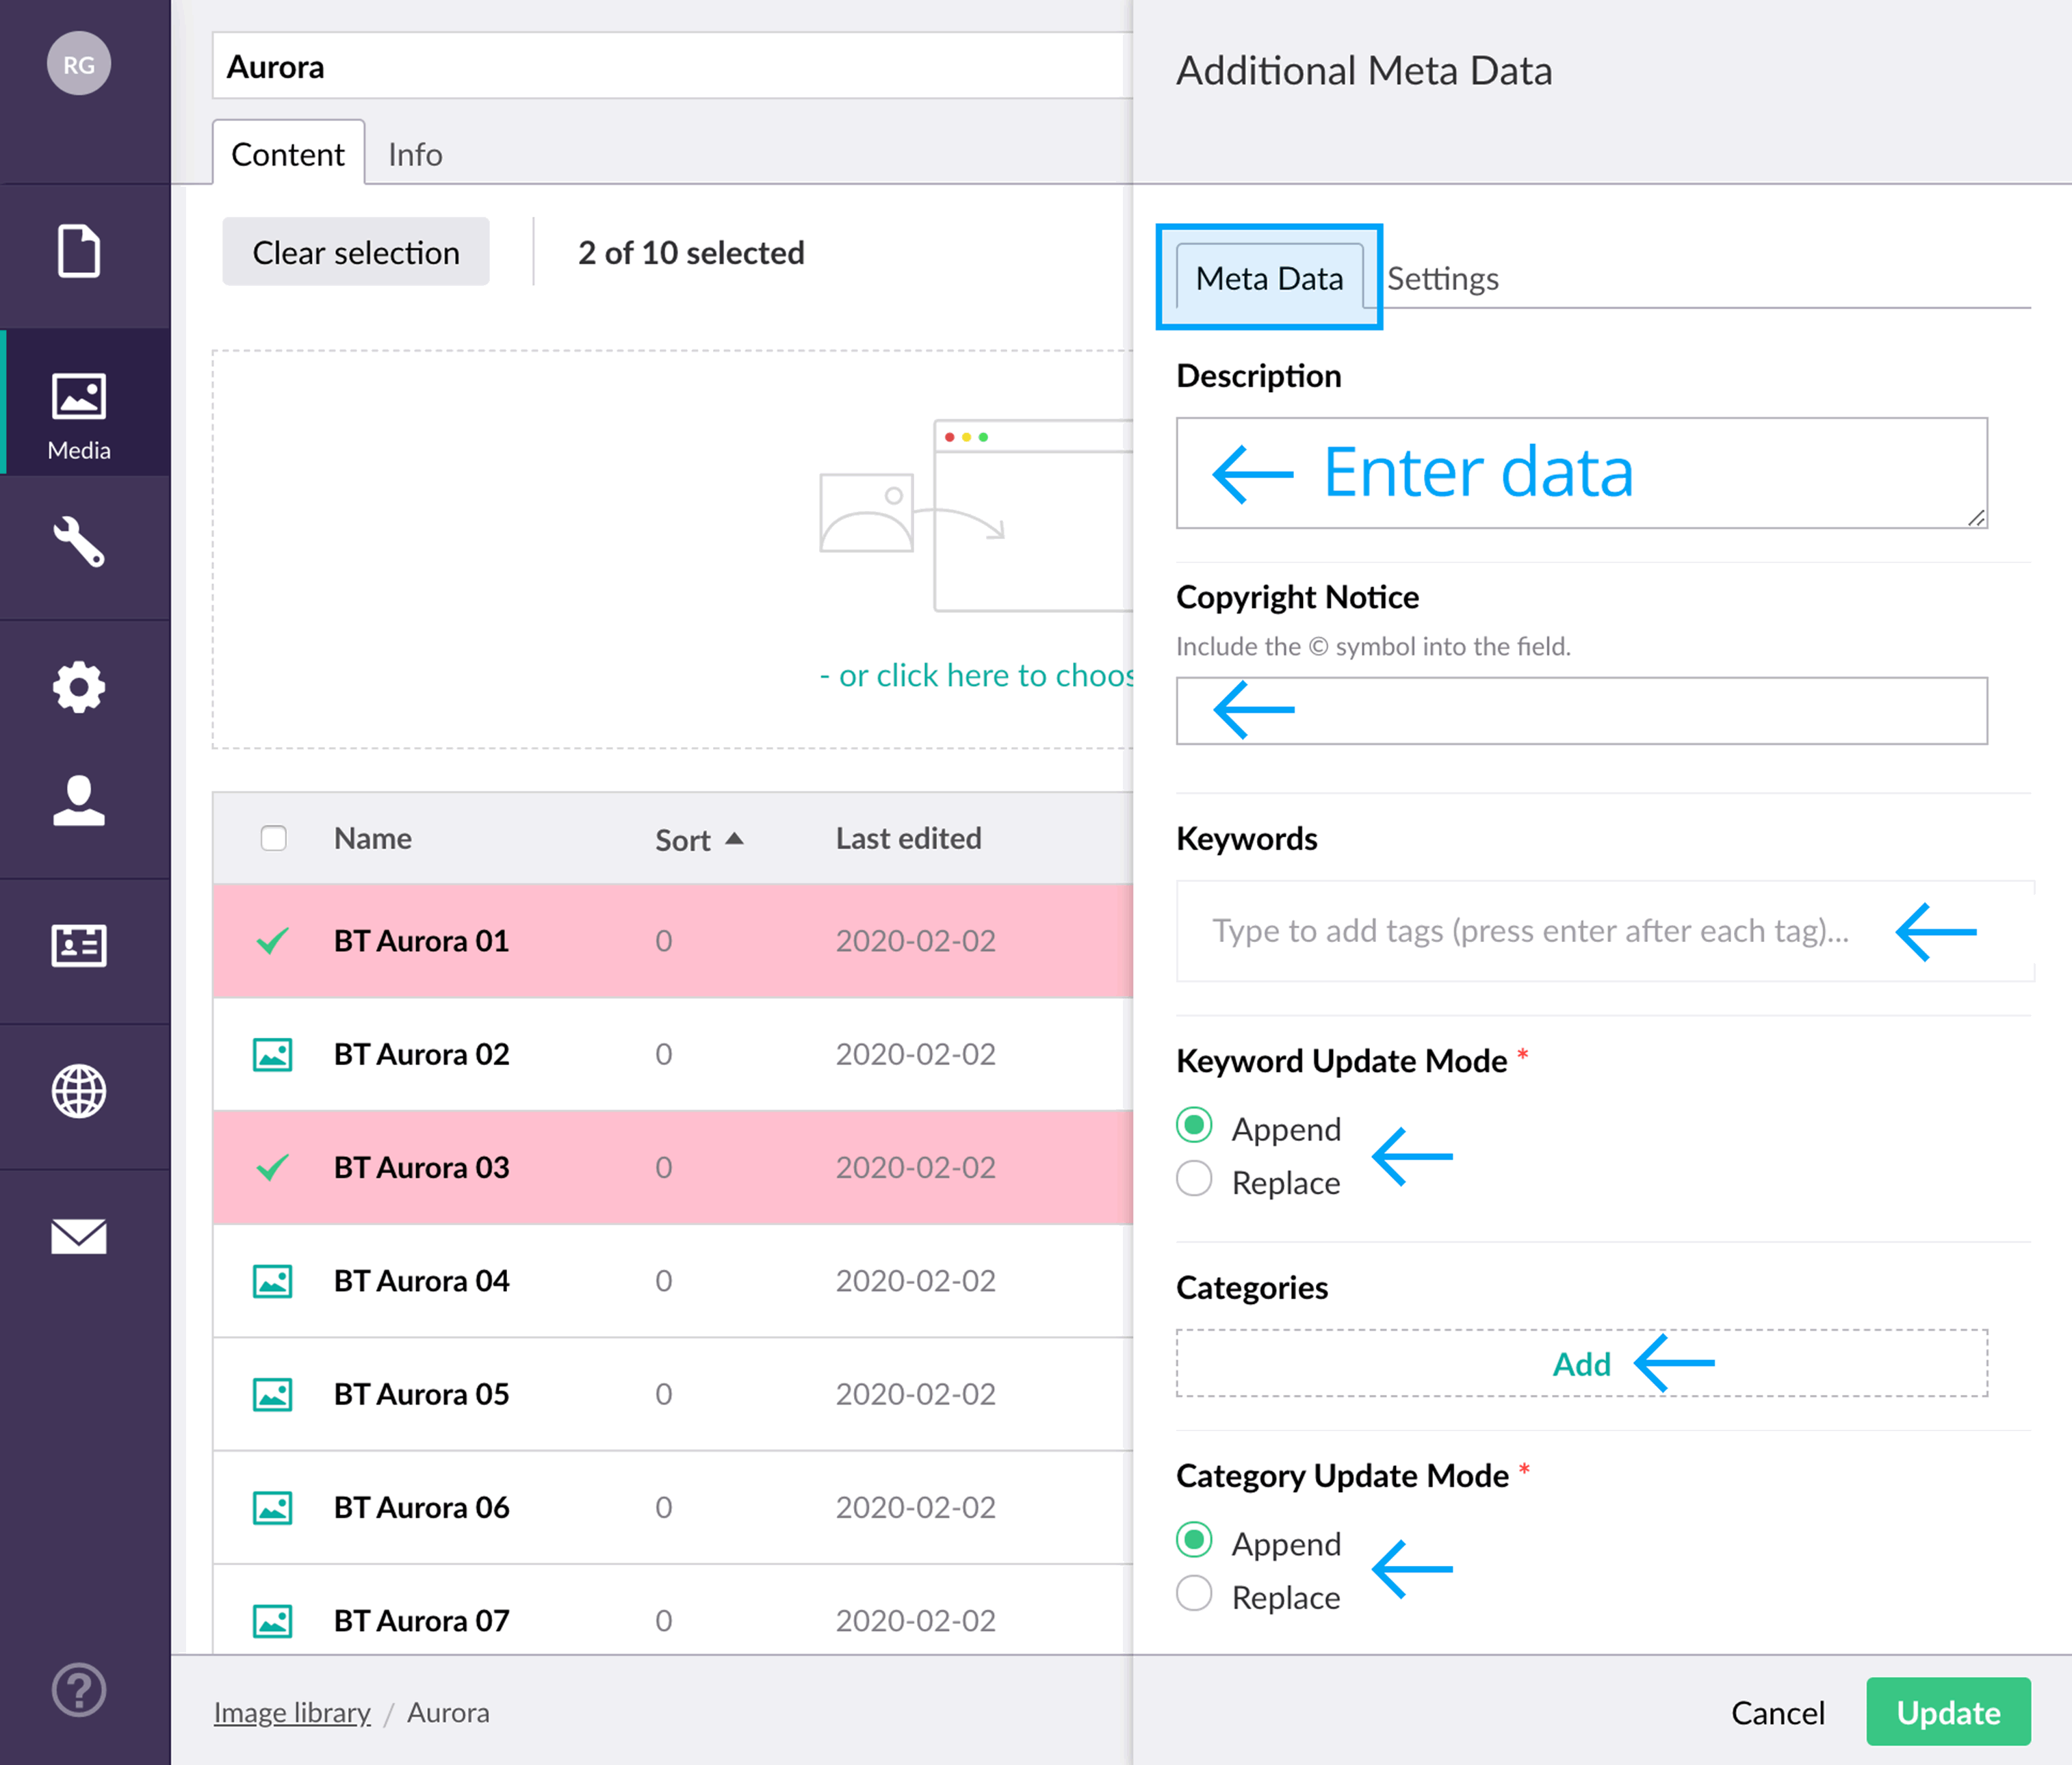 RG
Media
Aurora
Content Info
Clear selection
2 of 10 selected
- or click here to choos
Name Sort Last edited
BT Aurora 01 0 2020-02-02
BT Aurora 02 0 2020-02-02
BT Aurora 03 0 2020-02-02
BT Aurora 04 0 2020-02-02
BT Aurora 05 0 2020-02-02
BT Aurora 06 0 2020-02-02
BT Aurora 07 0 2020-02-02
Image library / Aurora
Additional Meta Data
Meta Data Settings
Description
Enter data
Copyright Notice
Include the © symbol into the field.
Keywords
Type to add tags (press enter after each tag)...
Keyword Update Mode *
Append
Replace
Categories
Add
Category Update Mode *
Append
Replace
Cancel Update